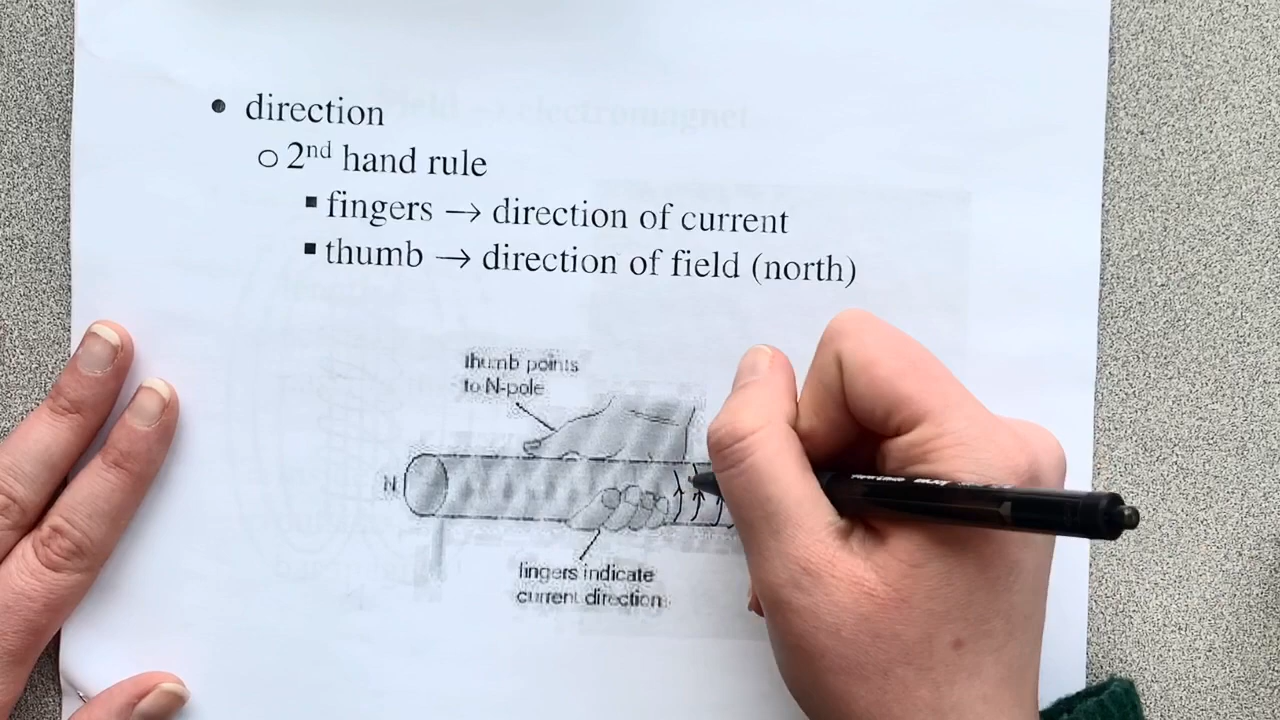 • direction
○ 2nd hand rule
▪ fingers → direction of current
▪ thumb → direction of field (north)
thumb points
to N-pole
N
fingers indicate
current direction